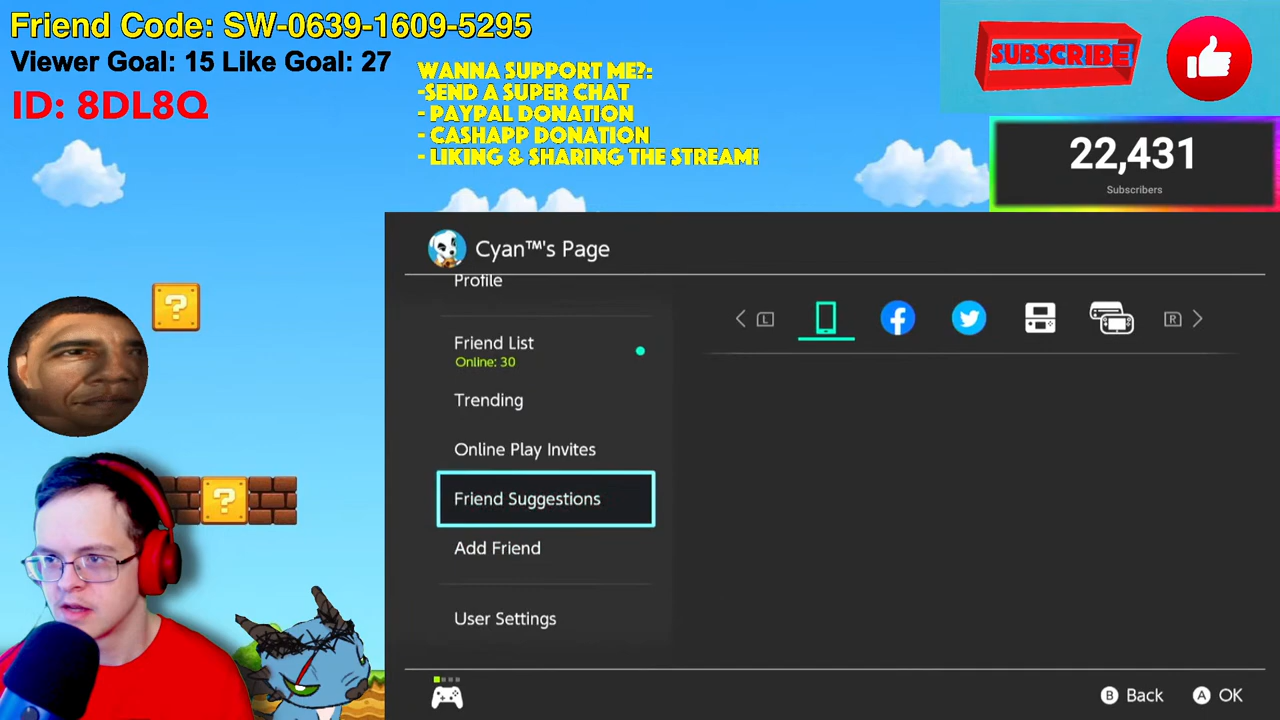 Friend Code: SW-0639-1609-5295
Viewer Goal: 15 Like Goal: 27
ID: 8DL8Q
WANNA SUPPORT ME?:
-SEND A SUPER CHAT
- PAYPAL DONATION
- CASHAPP DONATION
- LIKING & SHARING THE STREAM!
SUBSCRIBE
22,431
Subscribers
Cyan™'s Page
Profile
Friend List
Online: 30
Trending
Online Play Invites
Friend Suggestions
Add Friend
User Settings
L
R
B Back
A OK